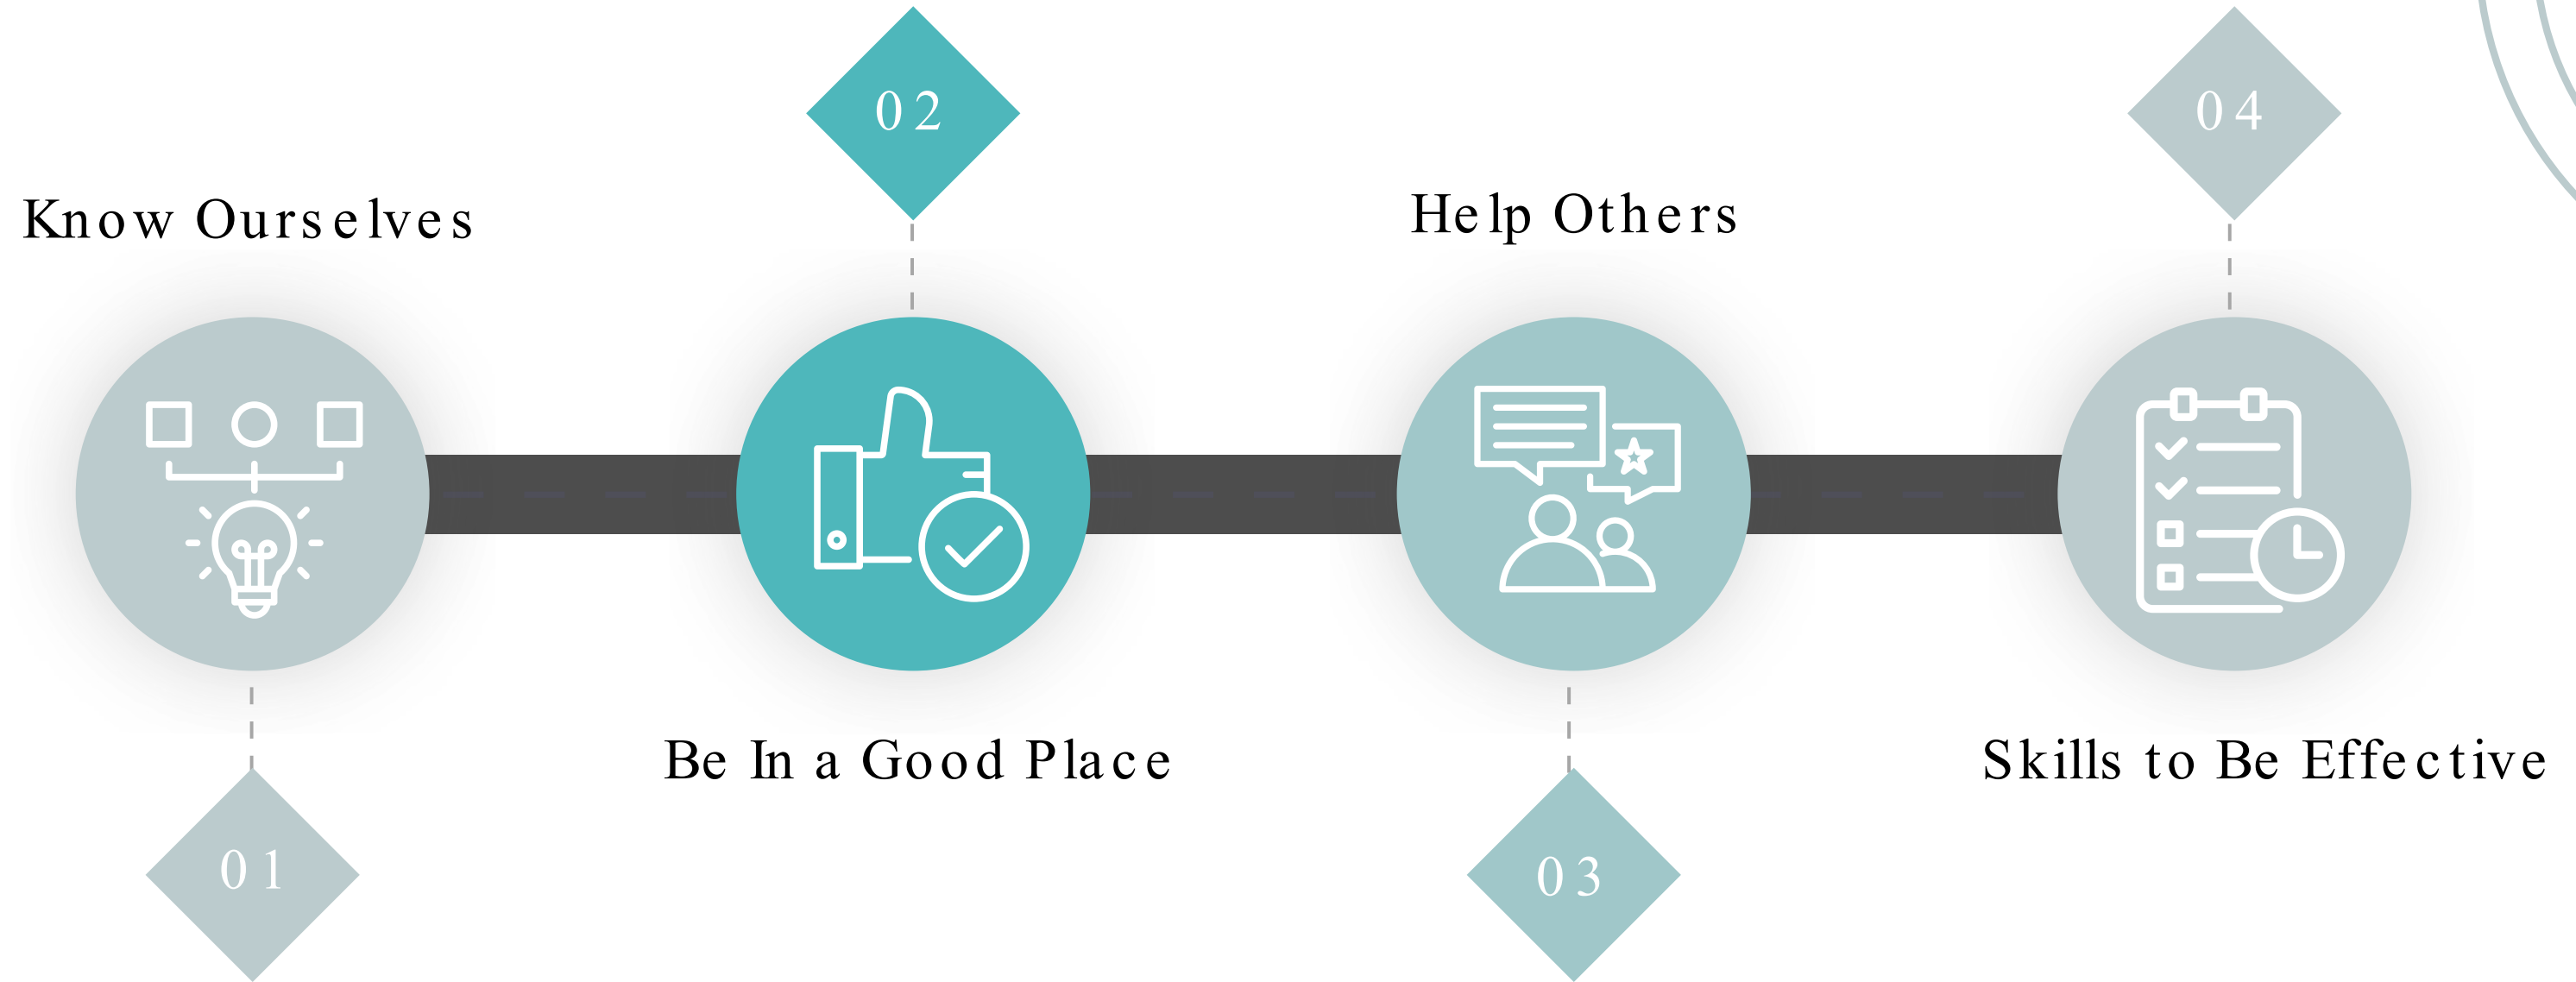 02
04
Know Ourselves
Help Others
Be In a Good Place
Skills to Be Effective
01
03